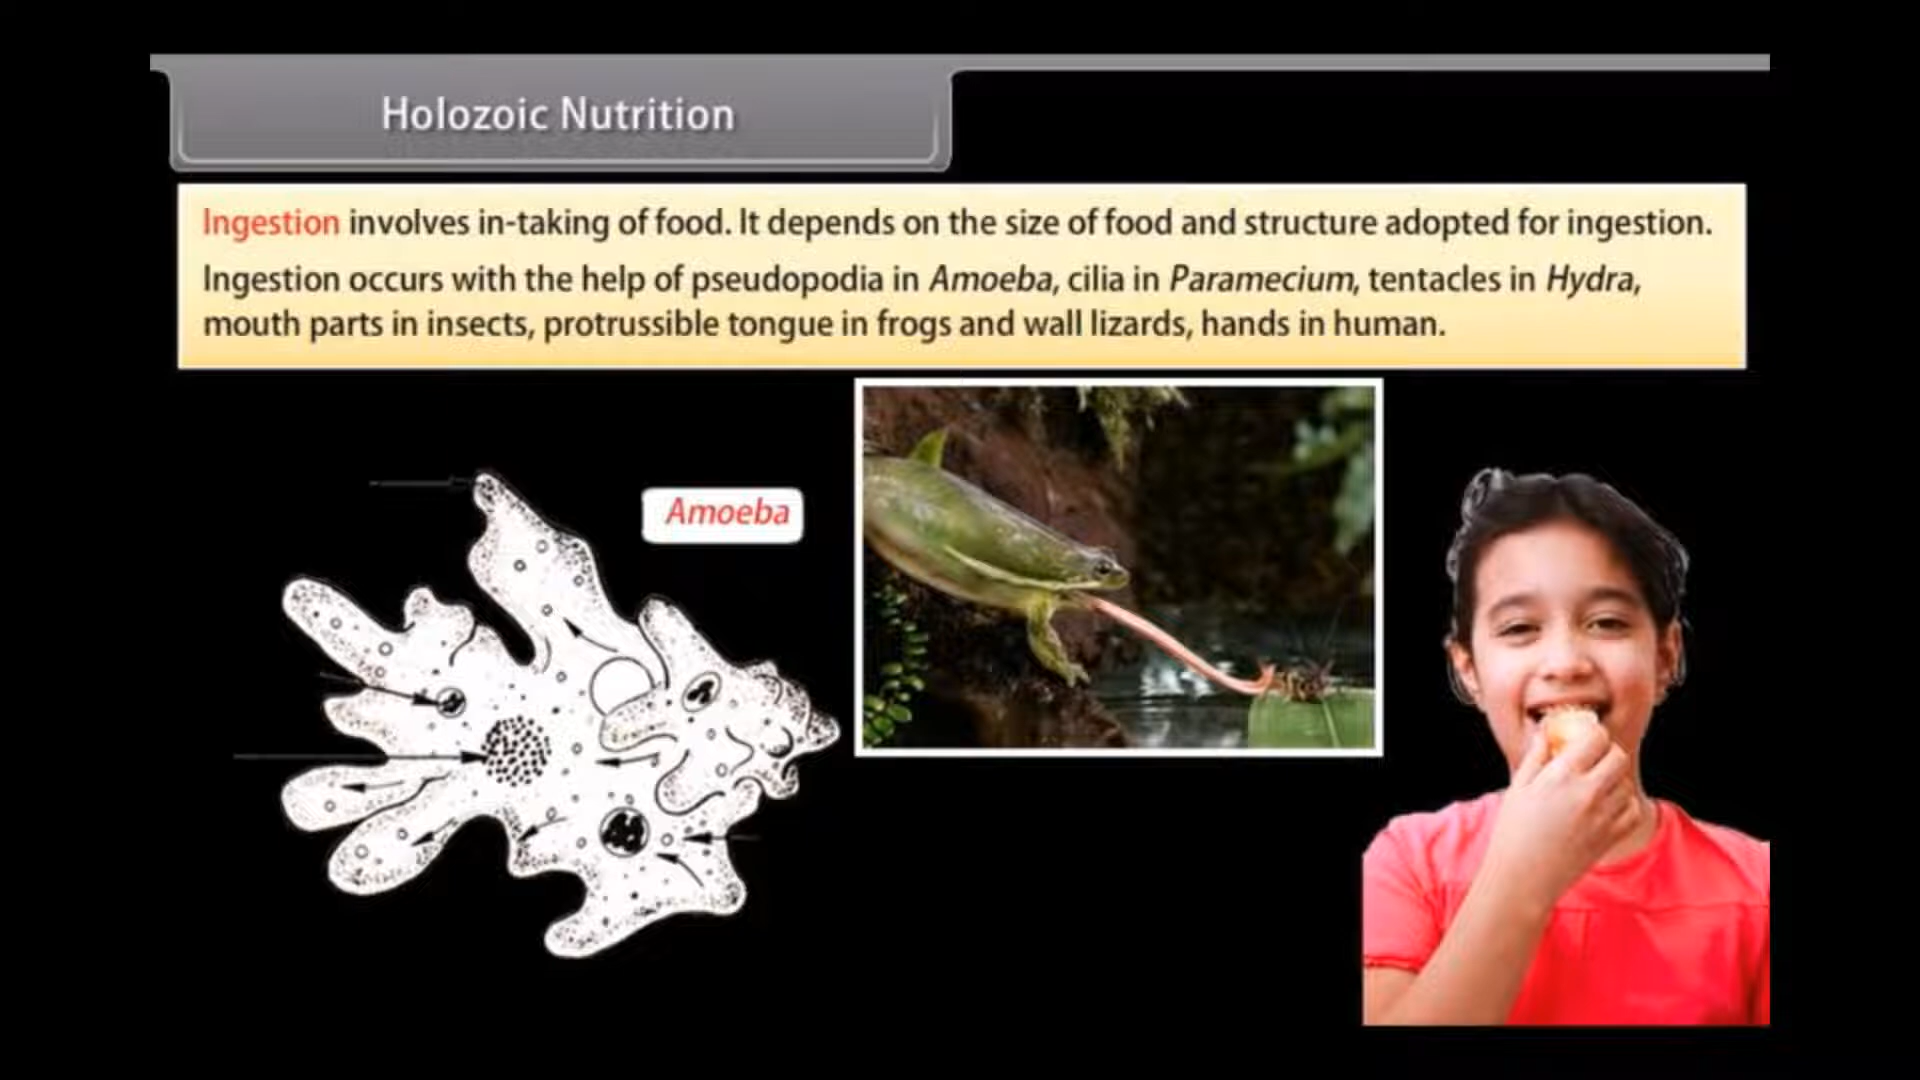 Holozoic Nutrition
Ingestion involves in-taking of food. It depends on the size of food and structure adopted for ingestion.
Ingestion occurs with the help of pseudopodia in Amoeba, cilia in Paramecium, tentacles in Hydra,
mouth parts in insects, protrussible tongue in frogs and wall lizards, hands in human.
Amoeba